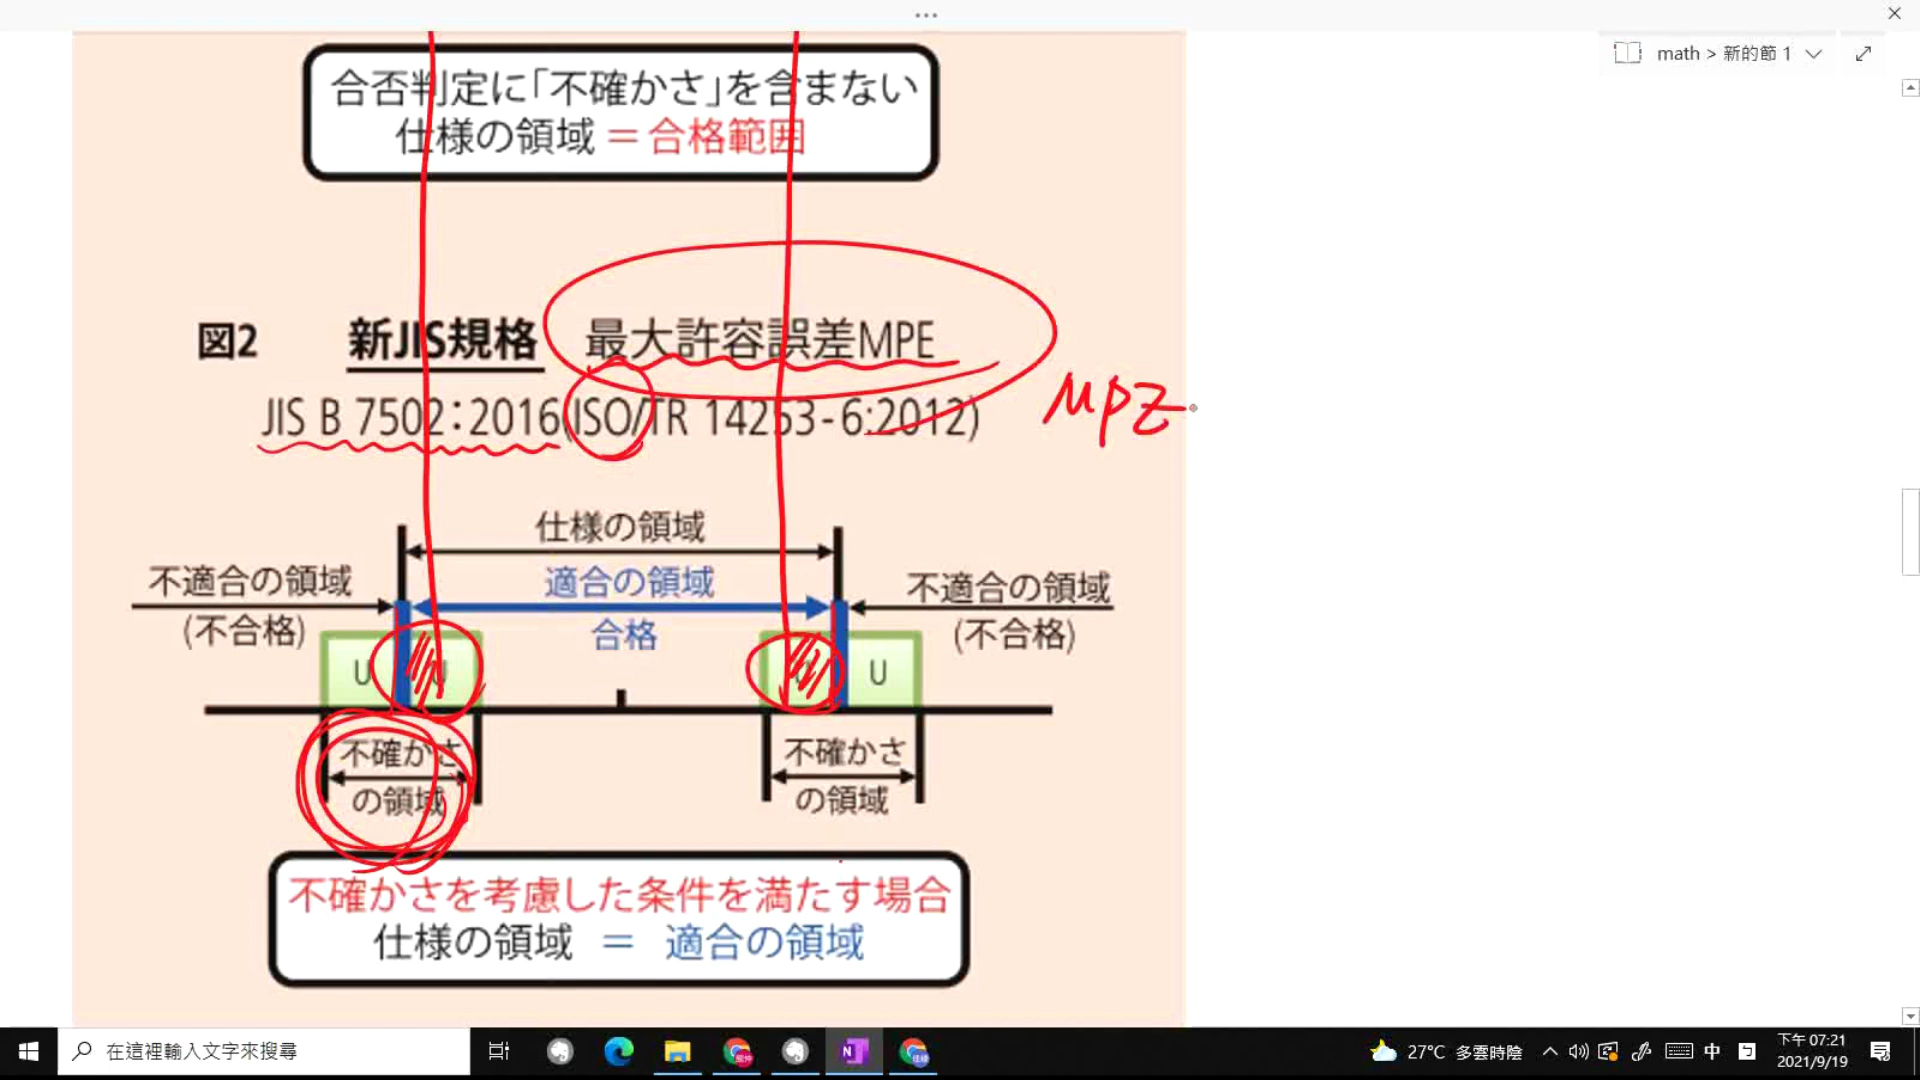 math > 新的節 1
合否判定に「不確かさ」を含まない
仕様の領域 = 合格範囲
図2 新JIS規格 最大許容誤差MPE
JIS B 7502:2016(ISO/TR 14253-6:2012)
MPZ
仕様の領域
不適合の領域
(不合格)
適合の領域
合格
不適合の領域
(不合格)
U U U
不確かさ
の領域
不確かさ
の領域
不確かさを考慮した条件を満たす場合
仕様の領域 = 適合の領域
在這裡輸入文字來搜尋
27°C 多雲時陰
中
下午 07:21
2021/9/19